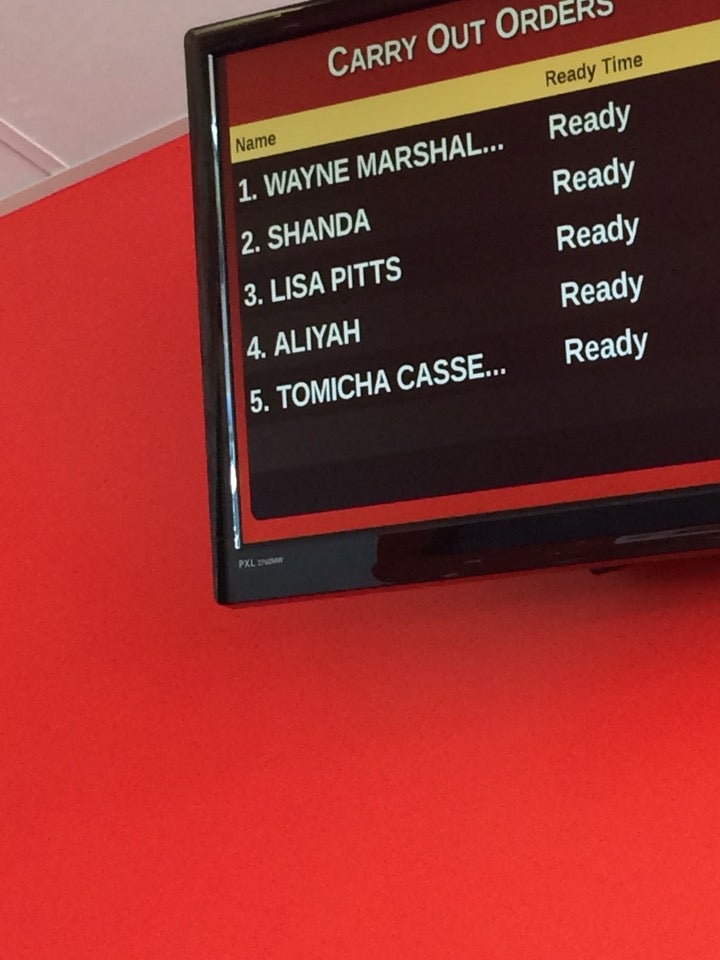 CARRY OUT ORDERS
Name Ready Time
1. WAYNE MARSHAL... Ready
2. SHANDA Ready
3. LISA PITTS Ready
4. ALIYAH Ready
5. TOMICHA CASSE... Ready
PXL